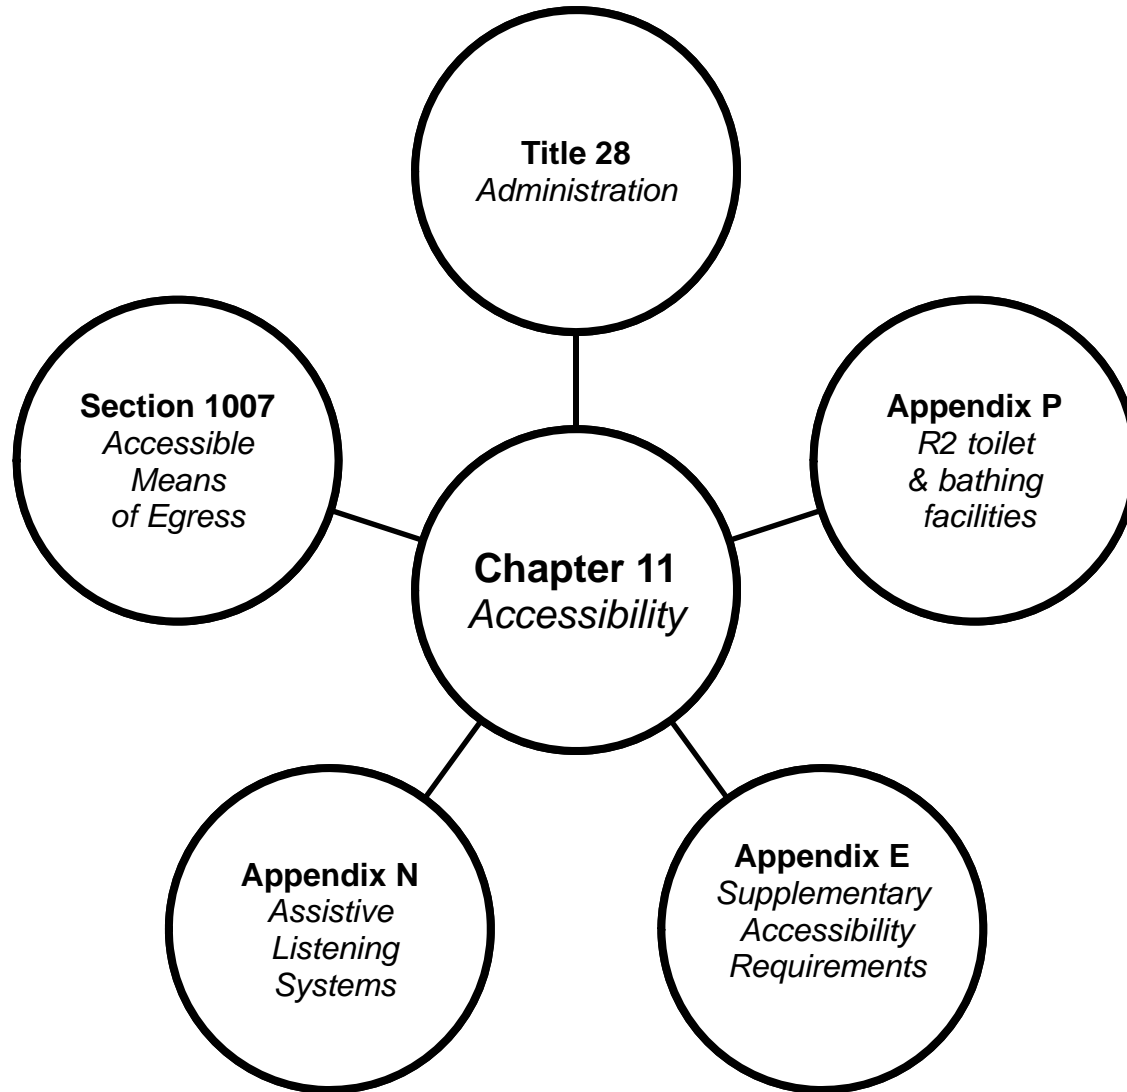 Title 28
Administration
Section 1007
Accessible
Means
of Egress
Appendix P
R2 toilet
& bathing
facilities
Chapter 11
Accessibility
Appendix N
Assistive
Listening
Systems
Appendix E
Supplementary
Accessibility
Requirements